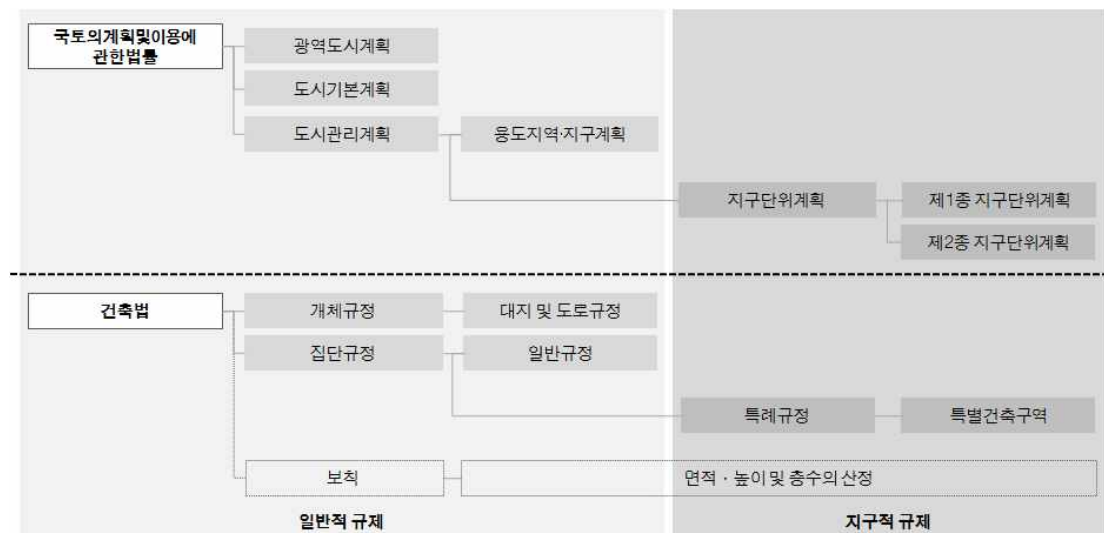 국토의계획및이용에
관한법률
광역도시계획
도시기본계획
도시관리계획
용도지역·지구계획
지구단위계획
제1종 지구단위계획
제2종 지구단위계획
건축법
개체규정
대지 및 도로규정
집단규정
일반규정
특례규정
특별건축구역
보칙
면적 · 높이 및 층수의 산정
일반적 규제
지구적 규제